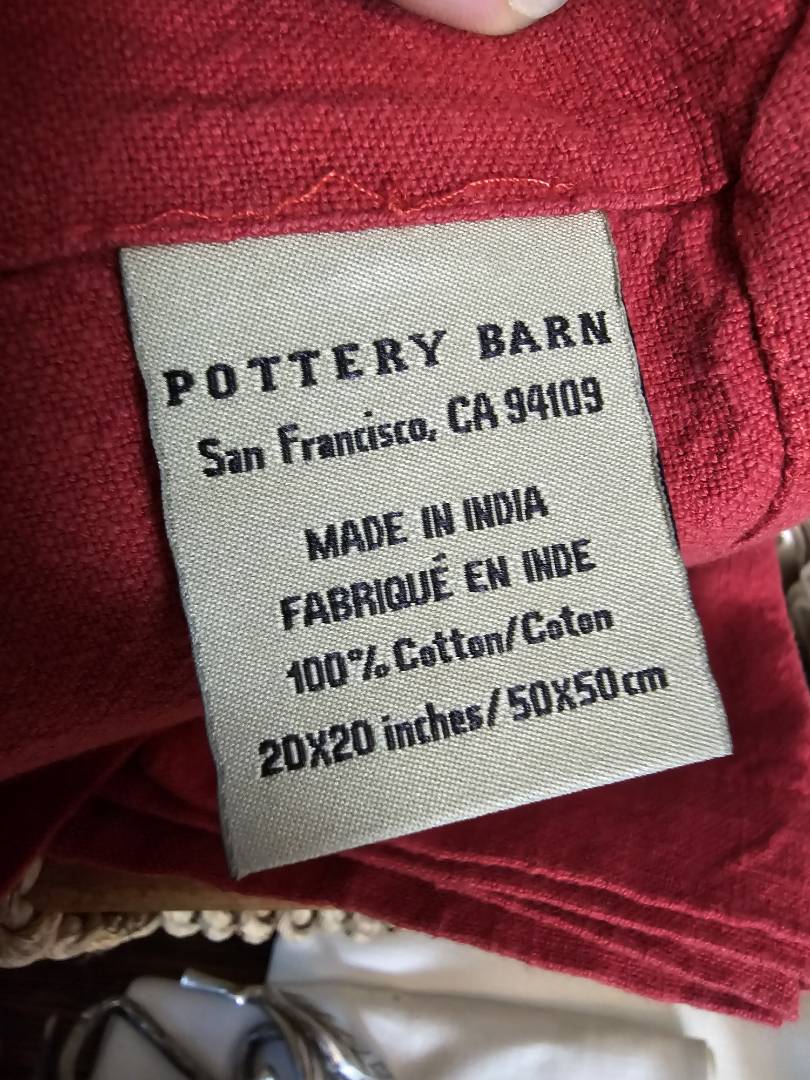 POTTERY BARN
San Francisco, CA 94109
MADE IN INDIA
FABRIQUÉ EN INDE
100% Cotton/Coton
20X20 inches/50X50cm